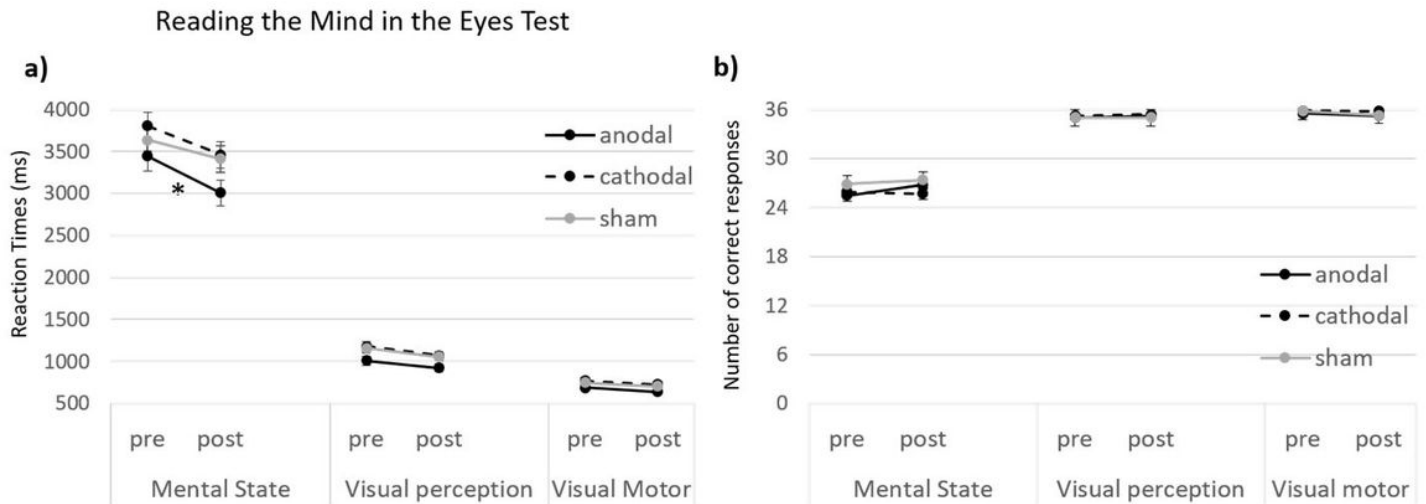 Reading the Mind in the Eyes Test
a)
Reaction Times (ms)
4000
3500
3000
2500
2000
1500
1000
500
*
anodal
cathodal
sham
pre post pre post pre post
Mental State Visual perception Visual Motor
b)
Number of correct responses
36
30
24
18
12
6
0
anodal
cathodal
sham
pre post pre post pre post
Mental State Visual perception Visual motor